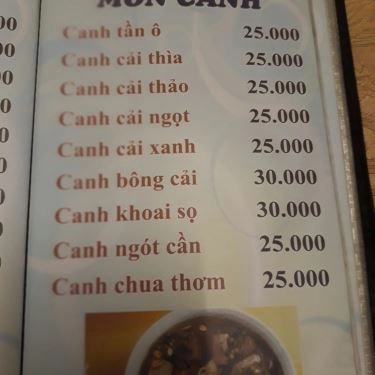 MÓN CANH
Canh tần ô 25.000
Canh cải thìa 25.000
Canh cải thảo 25.000
Canh cải ngọt 25.000
Canh cải xanh 25.000
Canh bông cải 30.000
Canh khoai sọ 30.000
Canh ngót cần 25.000
Canh chua thơm 25.000